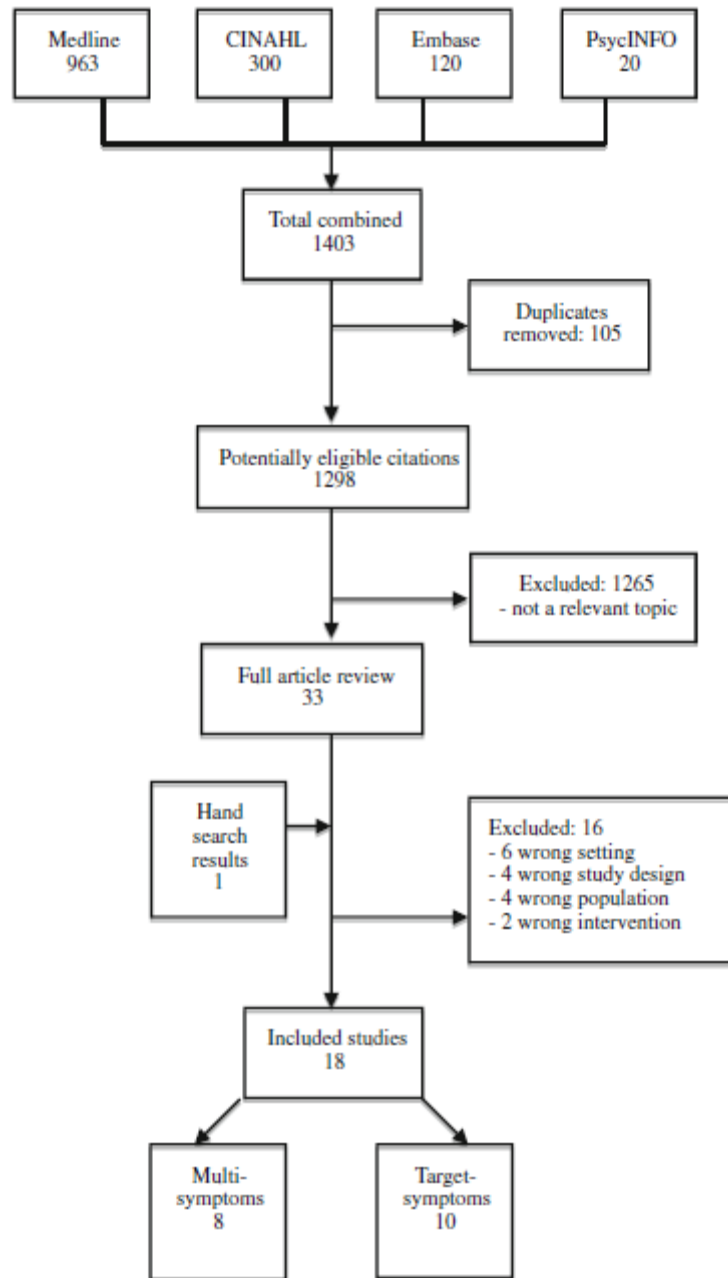 Medline
963
CINAHL
300
Embase
120
PsycINFO
20
Total combined
1403
Duplicates
removed: 105
Potentially eligible citations
1298
Excluded: 1265
- not a relevant topic
Full article review
33
Hand
search
results
1
Excluded: 16
- 6 wrong setting
- 4 wrong study design
- 4 wrong population
- 2 wrong intervention
Included studies
18
Multi-
symptoms
8
Target-
symptoms
10